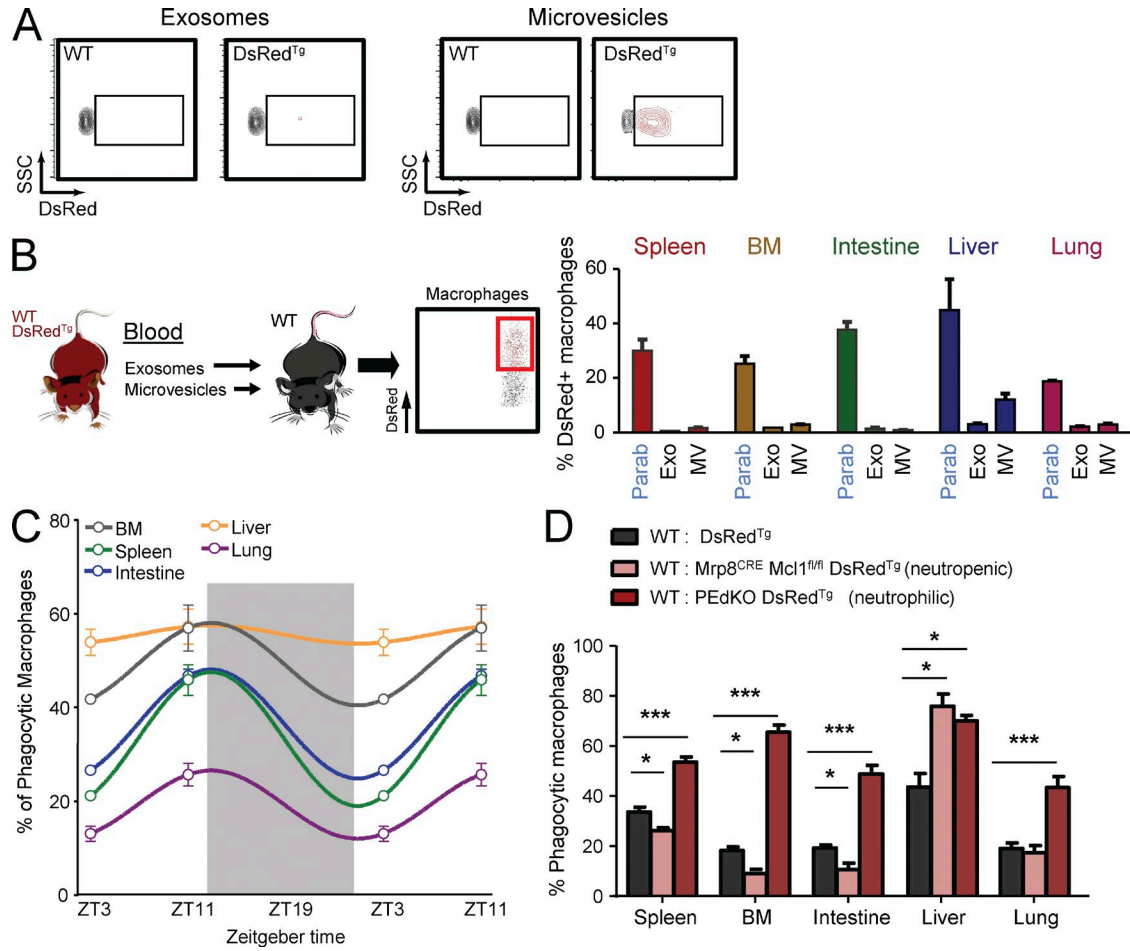 A
Exosomes
Microvesicles
WT
DsRedTg
WT
DsRedTg
SSC
DsRed
SSC
DsRed
B
WT
DsRedTg
Blood
Exosomes
Microvesicles
WT
Macrophages
DsRed
% DsRed+ macrophages
60
40
20
0
Spleen
BM
Intestine
Liver
Lung
Parab
Exo
MV
Parab
Exo
MV
Parab
Exo
MV
Parab
Exo
MV
Parab
Exo
MV
C
% of Phagocytic Macrophages
80
60
40
20
0
BM
Spleen
Intestine
Liver
Lung
ZT3 ZT11 ZT19 ZT3 ZT11
Zeitgeber time
D
WT : DsRedTg
WT : Mrp8CRE Mcl1fl/fl DsRedTg (neutropenic)
WT : PEdKO DsRedTg (neutrophilic)
% Phagocytic macrophages
100
80
60
40
20
0
***
*
***
*
***
*
*
*
***
Spleen BM Intestine Liver Lung